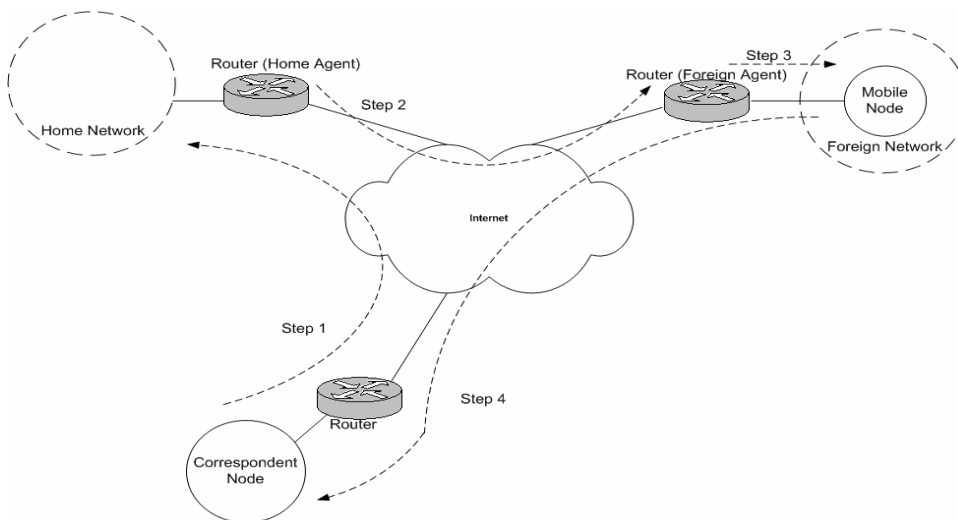 Router (Home Agent)
Step 2
Home Network
Step 3
Router (Foreign Agent)
Mobile
Node
Foreign Network
Internet
Step 1
Step 4
Router
Correspondent
Node